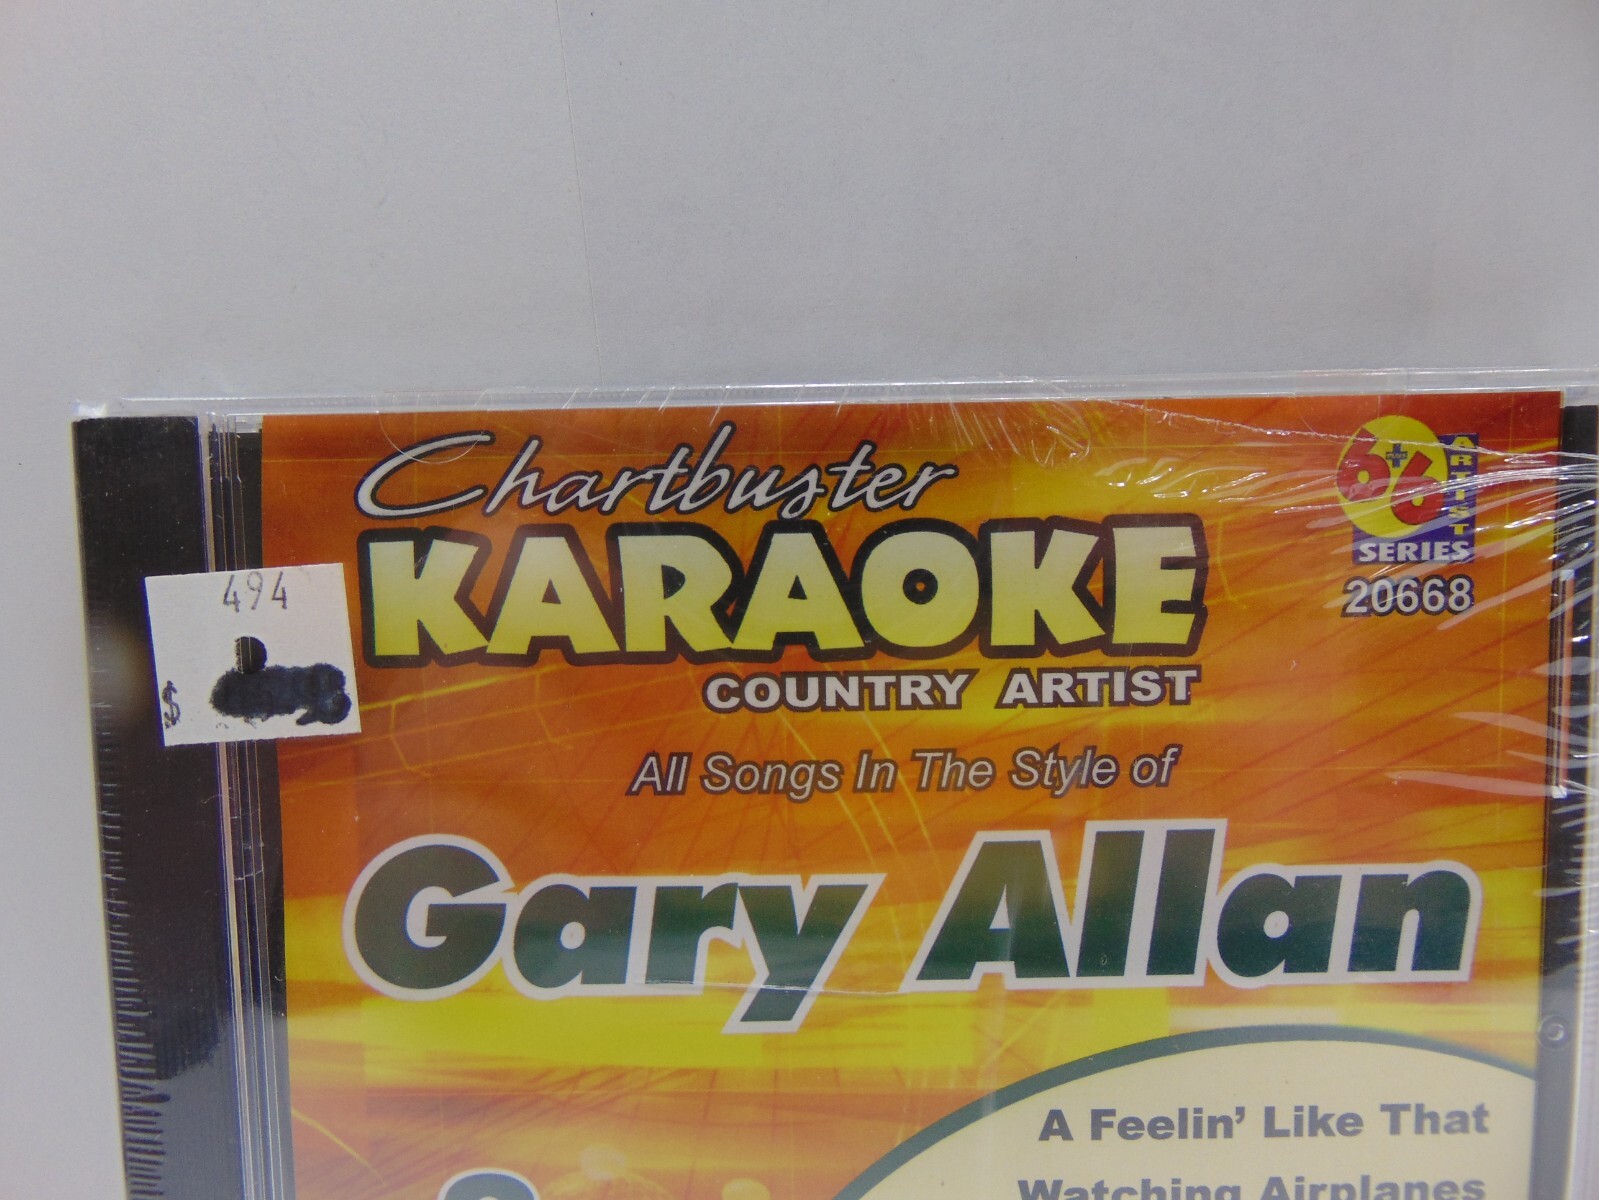 Chartbuster
KARAOKE
COUNTRY ARTIST
6+6
ARTIST
SERIES
20668
494
$
All Songs In The Style of
Gary Allan
A Feelin' Like That
Watching Airplanes